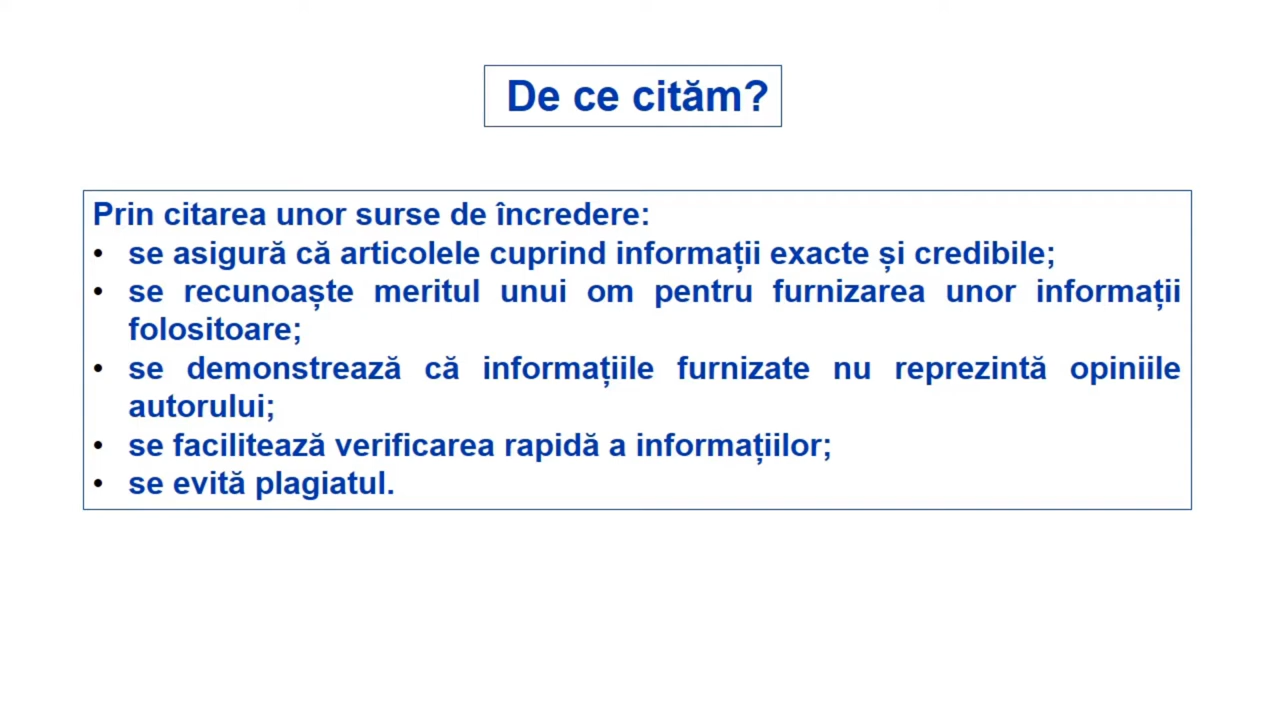 De ce cităm?
Prin citarea unor surse de încredere:
• se asigură că articolele cuprind informații exacte și credibile;
• se recunoaște meritul unui om pentru furnizarea unor informații
folositoare;
• se demonstrează că informațiile furnizate nu reprezintă opiniile
autorului;
• se facilitează verificarea rapidă a informațiilor;
• se evită plagiatul.